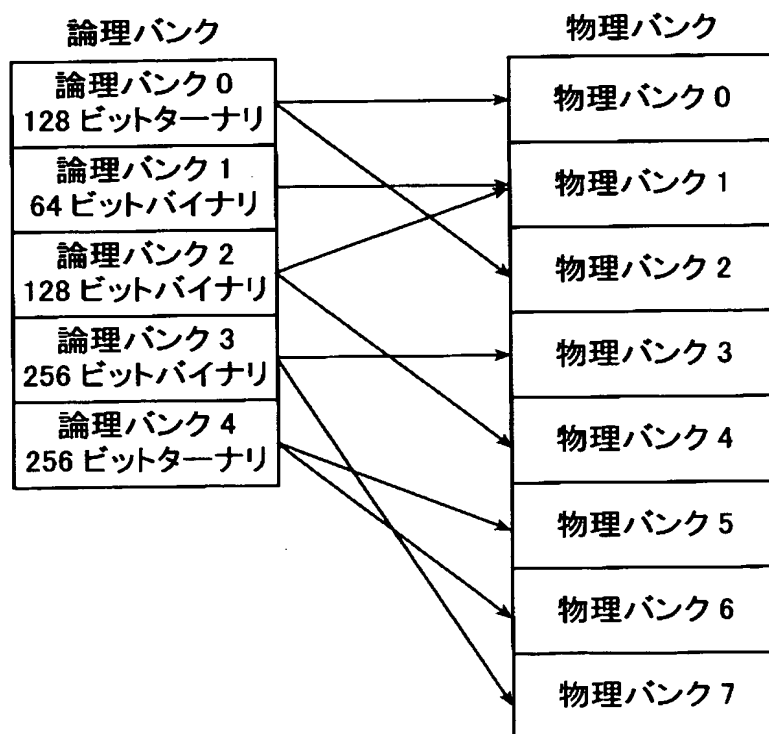 論理バンク
論理バンク 0
128 ビットターナリ
論理バンク 1
64 ビットバイナリ
論理バンク 2
128 ビットバイナリ
論理バンク 3
256 ビットバイナリ
論理バンク 4
256 ビットターナリ
物理バンク
物理バンク 0
物理バンク 1
物理バンク 2
物理バンク 3
物理バンク 4
物理バンク 5
物理バンク 6
物理バンク 7